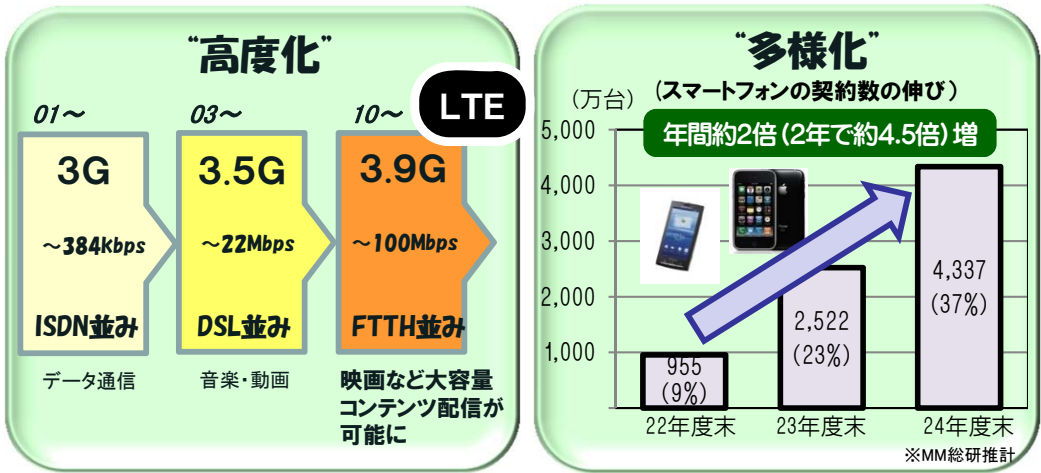 “高度化”
LTE
01～
03～
10～
3G
3.5G
3.9G
～384kbps
～22Mbps
～100Mbps
ISDN並み
DSL並み
FTTH並み
データ通信
音楽・動画
映画など大容量
コンテンツ配信が
可能に
“多様化”
(スマートフォンの契約数の伸び)
(万台)
年間約2倍(2年で約4.5倍)増
5,000
4,000
3,000
2,000
1,000
955
(9%)
2,522
(23%)
4,337
(37%)
22年度末
23年度末
24年度末
※MM総研推計